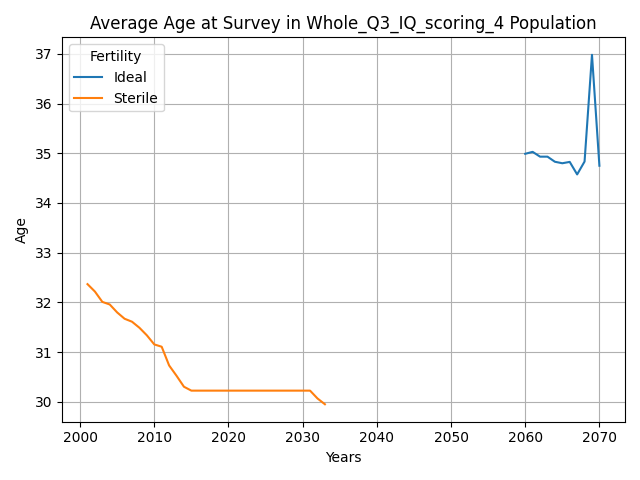 Average Age at Survey in Whole_Q3_IQ_scoring_4 Population
Fertility
Ideal
Sterile
Age
37
36
35
34
33
32
31
30
2000 2010 2020 2030 2040 2050 2060 2070
Years